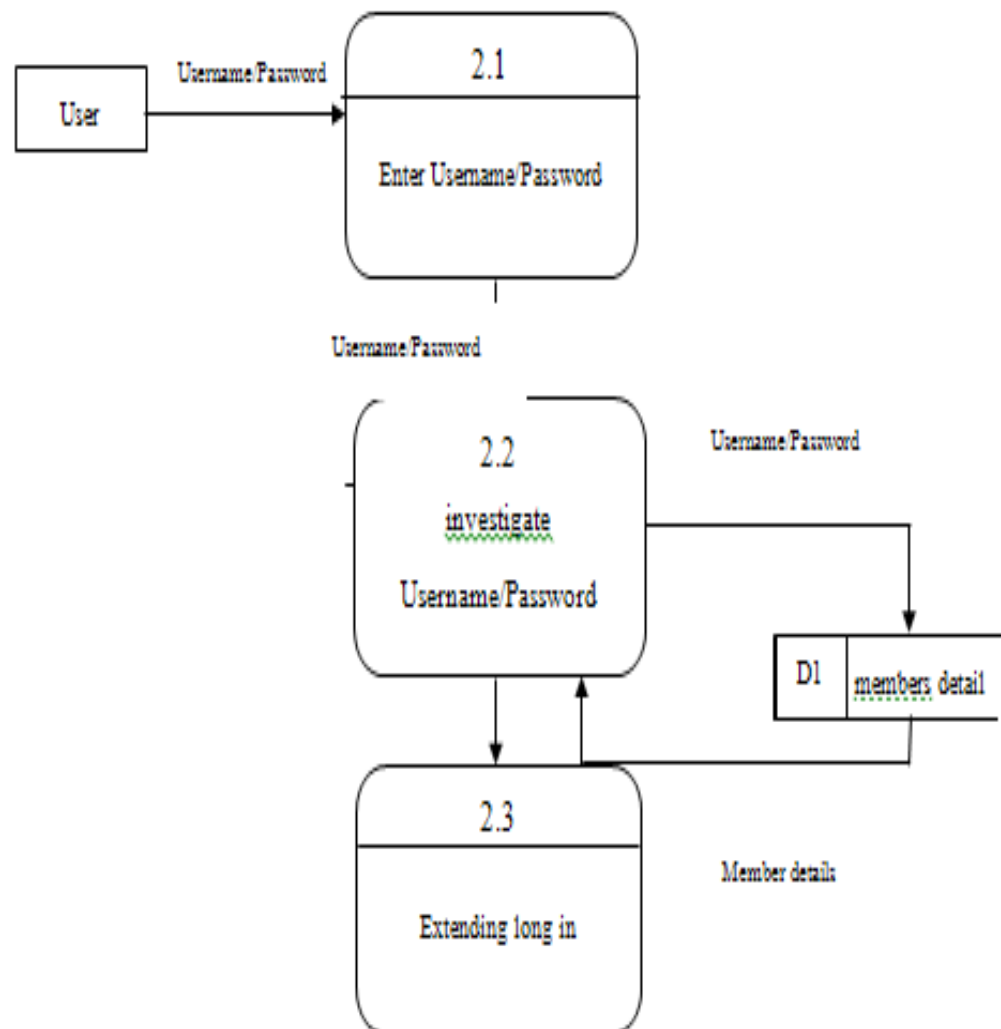 2.1
Username/Password
User
Enter Username/Password
Username/Password
2.2
Username/Password
investigate
Username/Password
D1
members detail
2.3
Member details
Extending long in